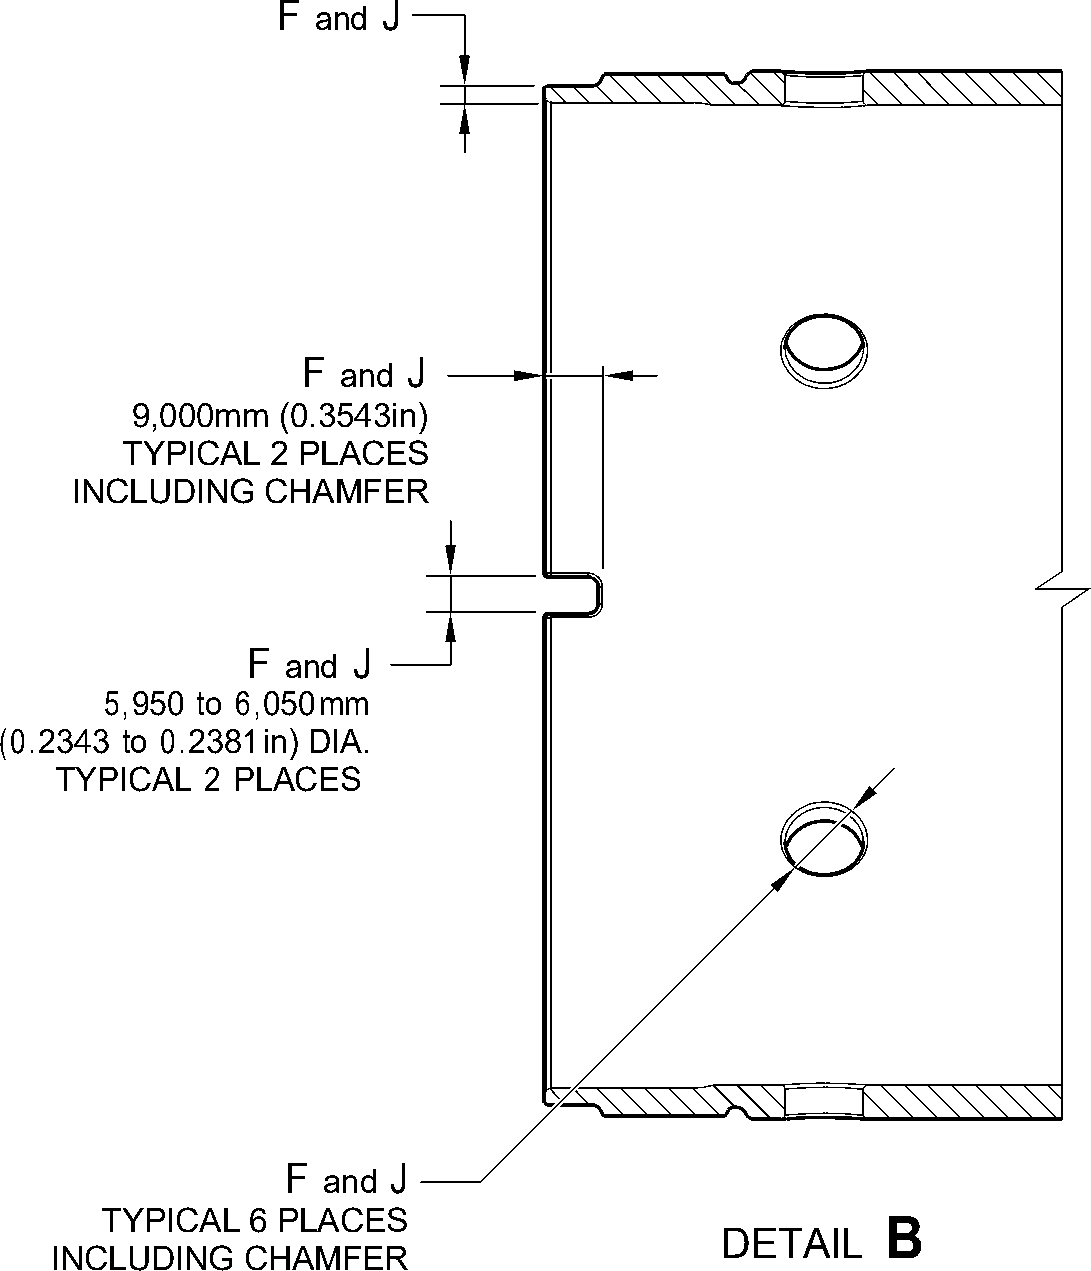 F and J
F and J
9,000mm (0.3543in)
TYPICAL 2 PLACES
INCLUDING CHAMFER
F and J
5,950 to 6,050mm
(0.2343 to 0.2381in) DIA.
TYPICAL 2 PLACES
F and J
TYPICAL 6 PLACES
INCLUDING CHAMFER
DETAIL B